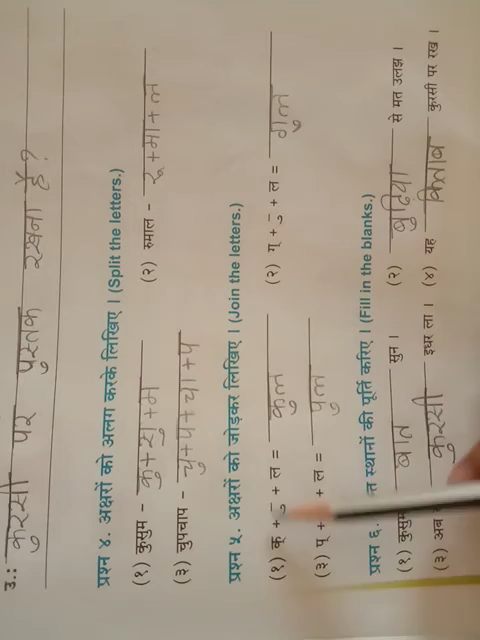 उ.: कुरसी पर पुस्तक रखना है?
प्रश्न ४. अक्षरों को अलग करके लिखिए। (Split the letters.)
(१) कुसुम - कु+सु+म (२) रुमाल - रू+मा+ल
(३) चुपचाप - चु+प+चा+प
प्रश्न ५. अक्षरों को जोड़कर लिखिए। (Join the letters.)
(१) क् + ु + ल = कुल (२) ग् + ु + ल = गुल
(३) प् + + ल = पुल
प्रश्न ६. स्थानों की पूर्ति करिए। (Fill in the blanks.)
(१) कुसुम बात सुन। (२) बुढ़िया से मत उलझ।
(३) अब कुरसी इधर ला। (४) यह किताब कुरसी पर रख।